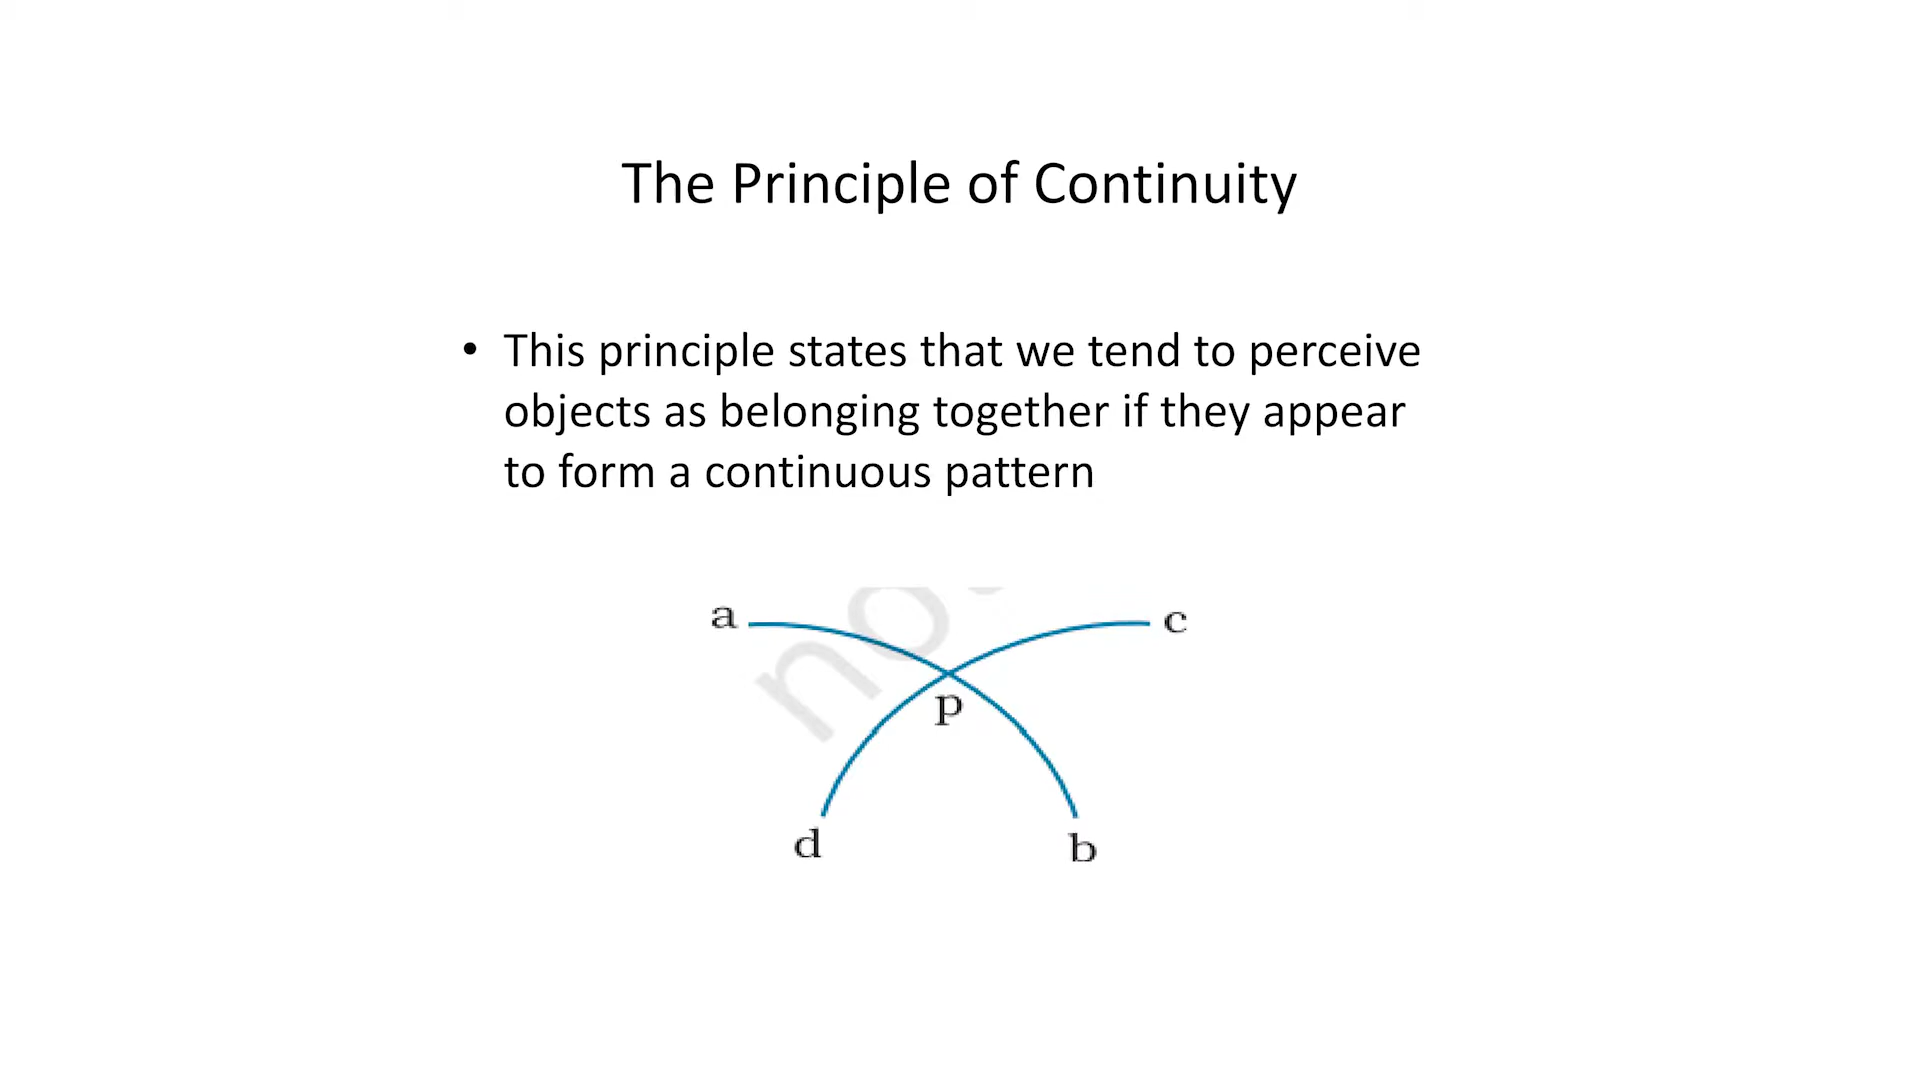 The Principle of Continuity
• This principle states that we tend to perceive
objects as belonging together if they appear
to form a continuous pattern
a
c
p
d
b
no